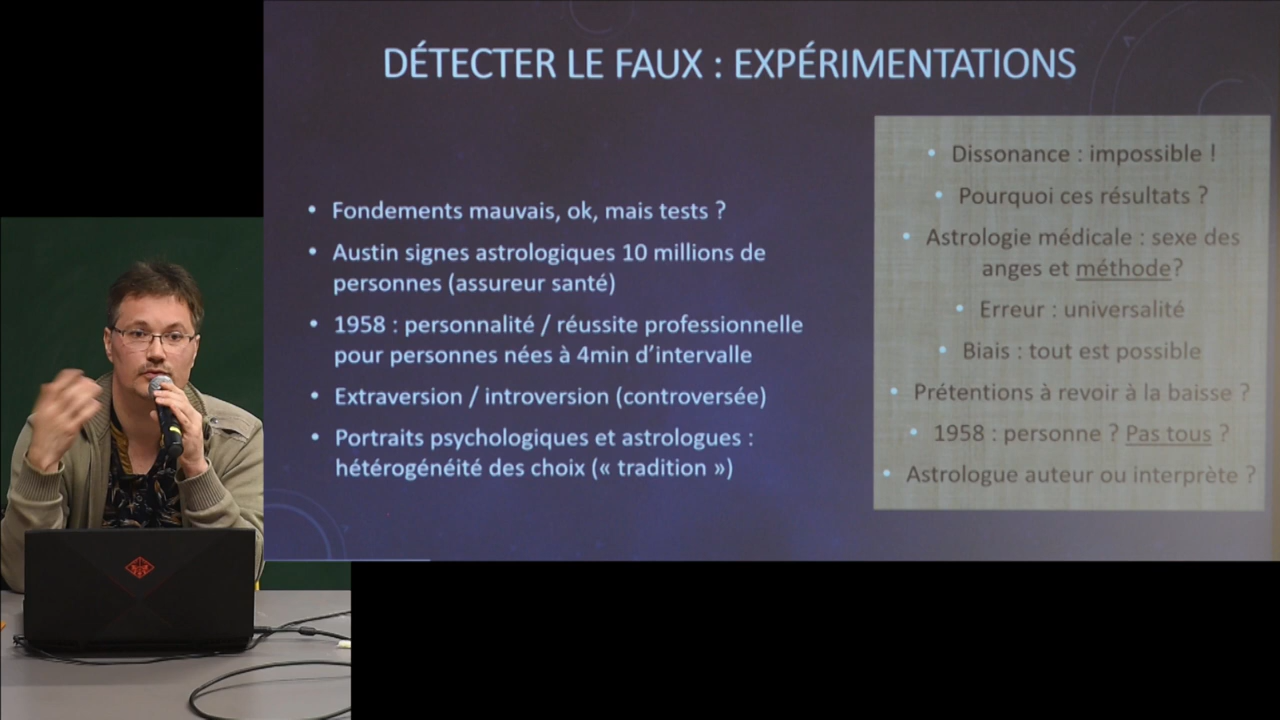 DÉTECTER LE FAUX : EXPÉRIMENTATIONS
• Fondements mauvais, ok, mais tests ?
• Austin signes astrologiques 10 millions de
personnes (assureur santé)
• 1958 : personnalité / réussite professionnelle
pour personnes nées à 4min d’intervalle
• Extraversion / introversion (controversée)
• Portraits psychologiques et astrologues :
hétérogénéité des choix (« tradition »)
• Dissonance : impossible !
• Pourquoi ces résultats ?
• Astrologie médicale : sexe des
anges et méthode?
• Erreur : universalité
• Biais : tout est possible
• Prétentions à revoir à la baisse ?
• 1958 : personne ? Pas tous ?
• Astrologue auteur ou interprète ?